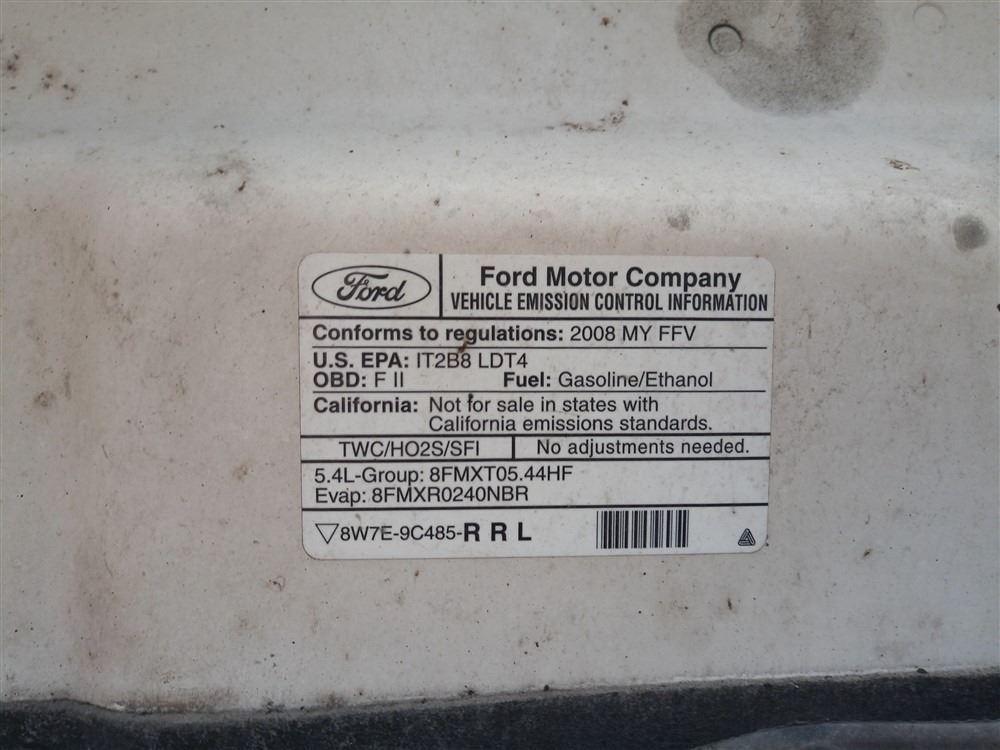 Ford
Ford Motor Company
VEHICLE EMISSION CONTROL INFORMATION
Conforms to regulations: 2008 MY FFV
U.S. EPA: IT2B8 LDT4
OBD: F II Fuel: Gasoline/Ethanol
California: Not for sale in states with
California emissions standards.
TWC/HO2S/SFI No adjustments needed.
5.4L-Group: 8FMXT05.44HF
Evap: 8FMXR0240NBR
▽8W7E-9C485-R R L